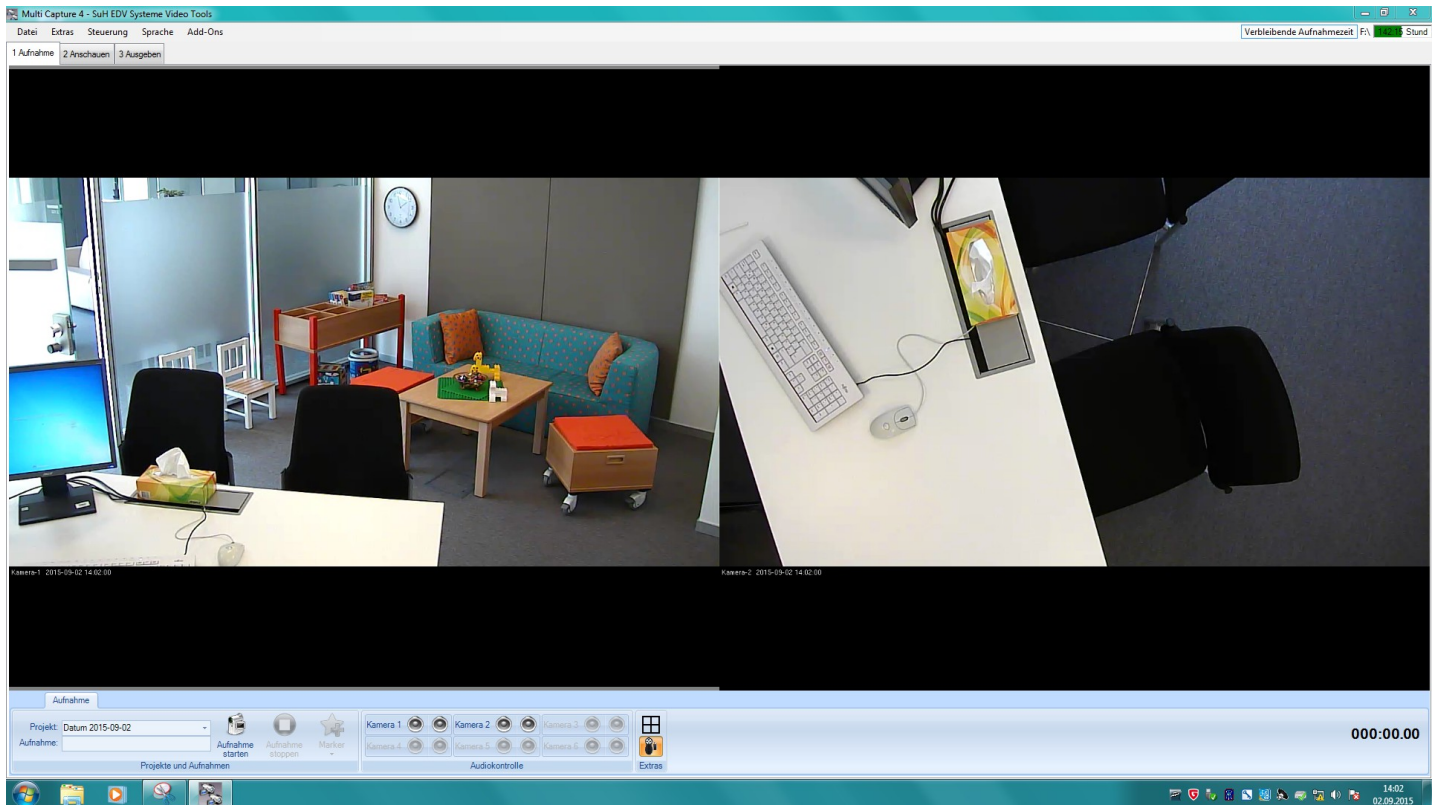 Multi Capture 4 - SuH EDV Systeme Video Tools
Datei Extras Steuerung Sprache Add-Ons
Verbleibende Aufnahmezeit F:\ 142.15 Stund
1 Aufnahme 2 Anschauen 3 Ausgeben
Kamera-1 2015-09-02 14:02:00
Kamera-2 2015-09-02 14:02:00
Aufnahme
Projekt: Datum 2015-09-02
Aufnahme:
Aufnahme starten
Aufnahme stoppen
Marker
Kamera 1 Kamera 2 Kamera 3
Kamera 4 Kamera 5 Kamera 6
Projekte und Aufnahmen
Audiokontrolle
Extras
000:00.00
14:02
02.09.2015